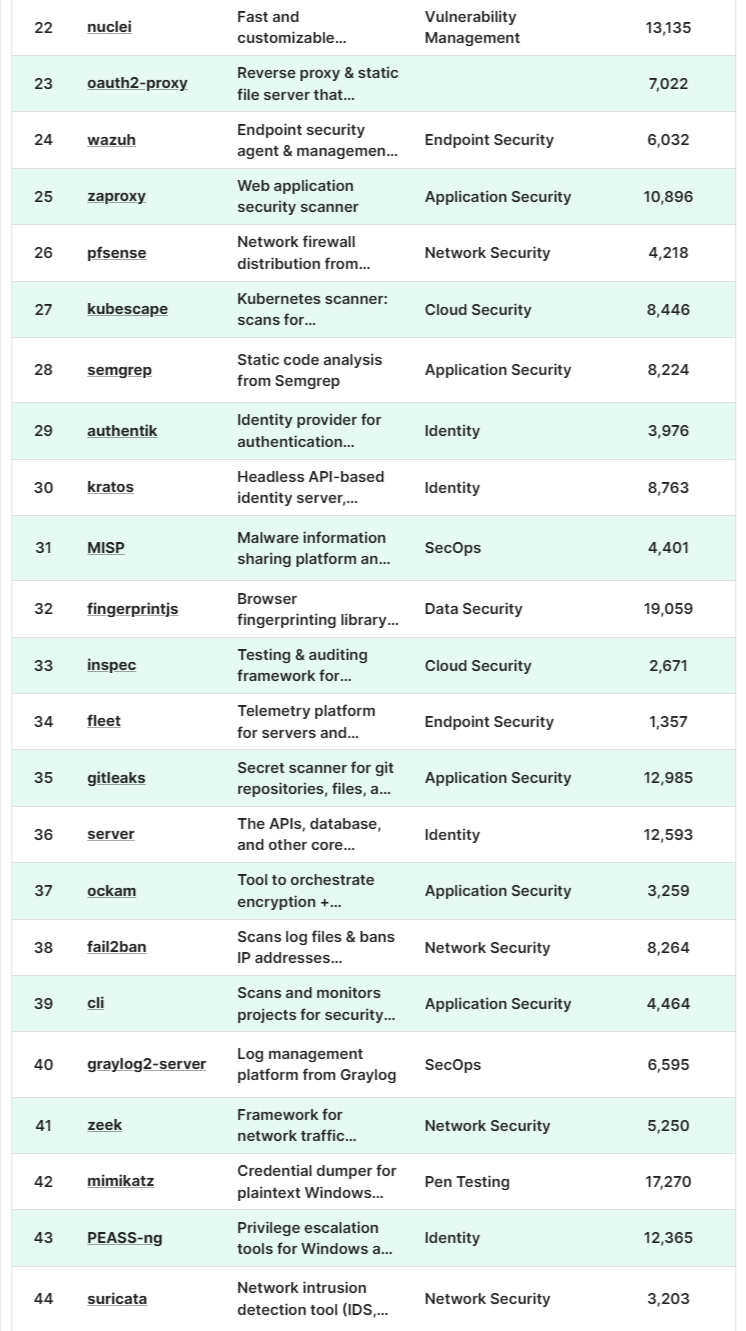 22 nuclei Fast and customizable... Vulnerability Management 13,135
23 oauth2-proxy Reverse proxy & static file server that... 7,022
24 wazuh Endpoint security agent & managemen... Endpoint Security 6,032
25 zaproxy Web application security scanner Application Security 10,896
26 pfsense Network firewall distribution from... Network Security 4,218
27 kubescape Kubernetes scanner: scans for... Cloud Security 8,446
28 semgrep Static code analysis from Semgrep Application Security 8,224
29 authentik Identity provider for authentication... Identity 3,976
30 kratos Headless API-based identity server,... Identity 8,763
31 MISP Malware information sharing platform an... SecOps 4,401
32 fingerprintjs Browser fingerprinting library... Data Security 19,059
33 inspec Testing & auditing framework for... Cloud Security 2,671
34 fleet Telemetry platform for servers and... Endpoint Security 1,357
35 gitleaks Secret scanner for git repositories, files, a... Application Security 12,985
36 server The APIs, database, and other core... Identity 12,593
37 ockam Tool to orchestrate encryption +... Application Security 3,259
38 fail2ban Scans log files & bans IP addresses... Network Security 8,264
39 cli Scans and monitors projects for security... Application Security 4,464
40 graylog2-server Log management platform from Graylog SecOps 6,595
41 zeek Framework for network traffic... Network Security 5,250
42 mimikatz Credential dumper for plaintext Windows... Pen Testing 17,270
43 PEASS-ng Privilege escalation tools for Windows a... Identity 12,365
44 suricata Network intrusion detection tool (IDS,... Network Security 3,203